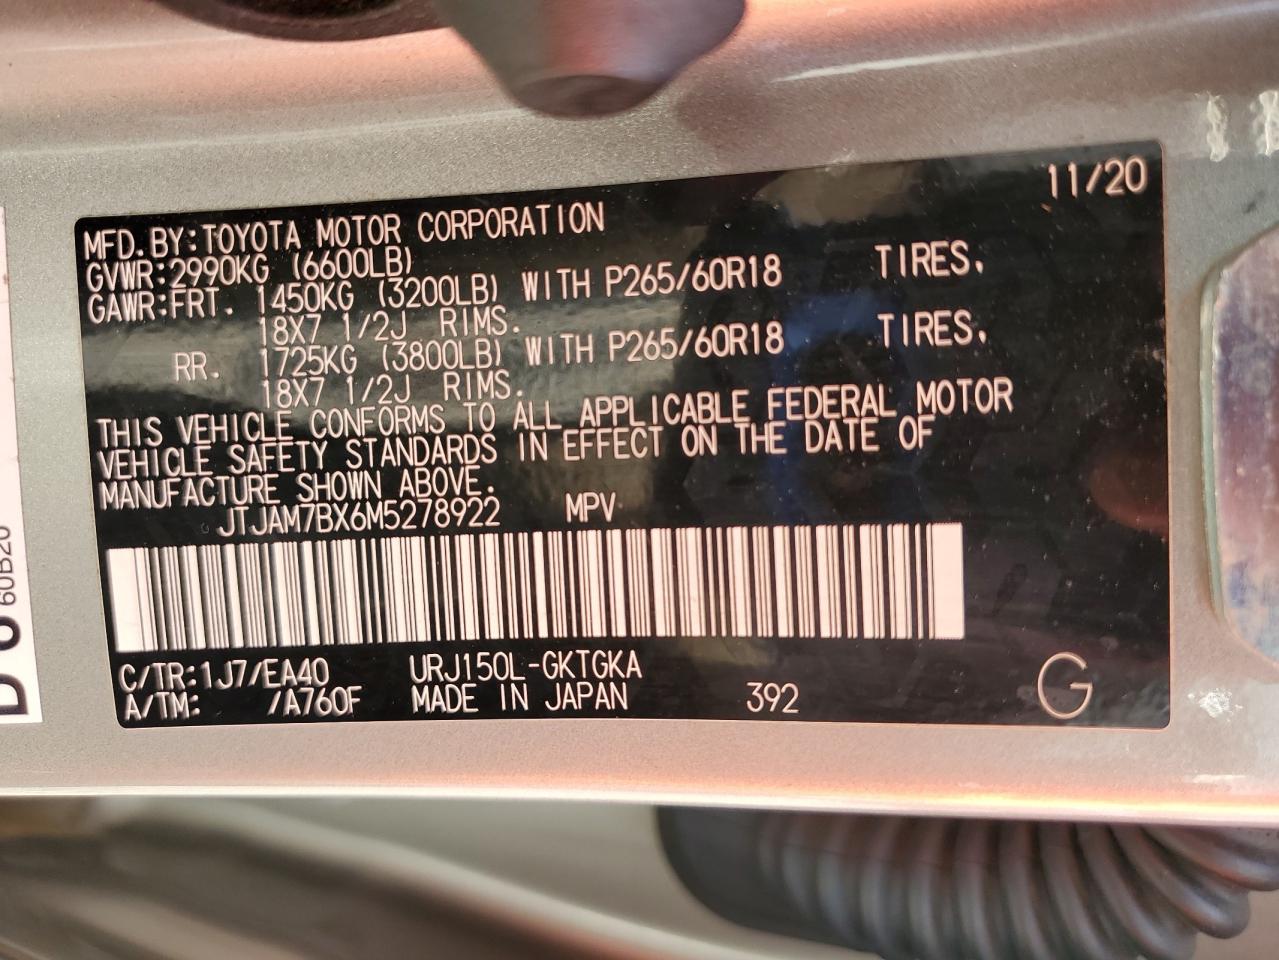 11/20
MFD.BY:TOYOTA MOTOR CORPORATION
GVWR:2990KG (6600LB)
GAWR:FRT. 1450KG (3200LB) WITH P265/60R18 TIRES.
18X7 1/2J RIMS.
RR. 1725KG (3800LB) WITH P265/60R18 TIRES.
18X7 1/2J RIMS.
THIS VEHICLE CONFORMS TO ALL APPLICABLE FEDERAL MOTOR
VEHICLE SAFETY STANDARDS IN EFFECT ON THE DATE OF
MANUFACTURE SHOWN ABOVE.
JTJAM7BX6M5278922 MPV
C/TR:1J7/EA40 URJ150L-GKTGKA
A/TM: /A760F MADE IN JAPAN 392 G
60B20